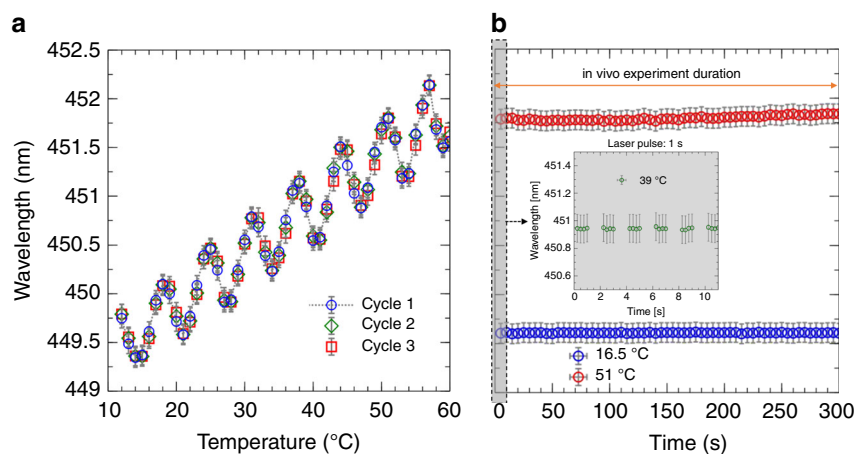 a
452.5
452
451.5
451
450.5
450
449.5
449
10 20 30 40 50 60
Wavelength (nm)
Temperature (°C)
Cycle 1
Cycle 2
Cycle 3
b
in vivo experiment duration
Laser pulse: 1 s
451.4
451.2
451
450.8
450.6
0 2 4 6 8 10
Wavelength [nm]
Time [s]
39 °C
16.5 °C
51 °C
0 50 100 150 200 250 300
Time (s)